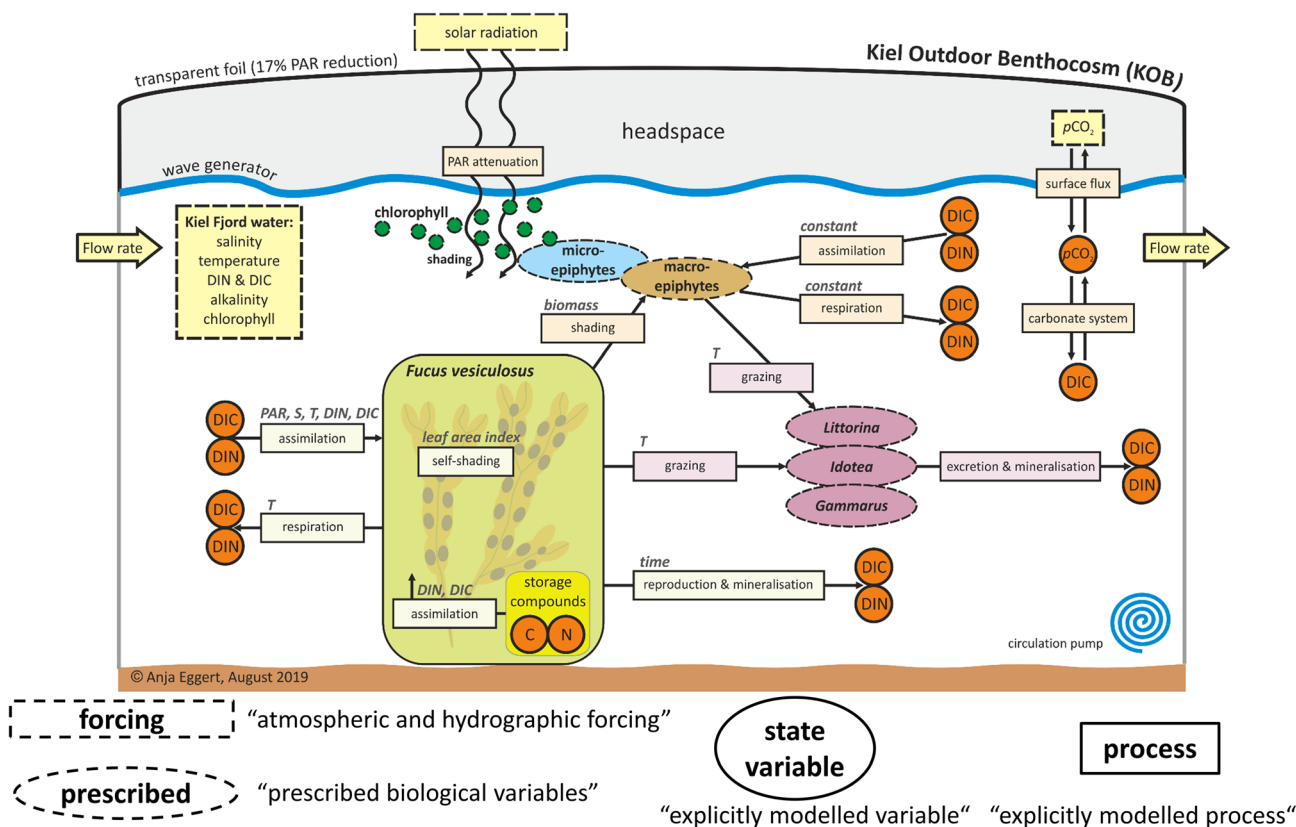 solar radiation
transparent foil (17% PAR reduction)
Kiel Outdoor Benthocosm (KOB)
headspace
pCO₂
PAR attenuation
wave generator
surface flux
chlorophyll
shading
Kiel Fjord water:
salinity
temperature
DIN & DIC
alkalinity
chlorophyll
Flow rate
Flow rate
micro-
epiphytes
macro-
epiphytes
constant
assimilation
DIC
DIN
constant
respiration
DIC
DIN
pCO₂
carbonate system
DIC
biomass
shading
T
grazing
Fucus vesiculosus
leaf area index
self-shading
DIC
DIN
PAR, S, T, DIN, DIC
assimilation
T
grazing
Littorina
Idotea
Gammarus
excretion & mineralisation
DIC
DIN
DIC
DIN
T
respiration
DIN, DIC
assimilation
storage
compounds
C
N
time
reproduction & mineralisation
DIC
DIN
circulation pump
© Anja Eggert, August 2019
forcing
“atmospheric and hydrographic forcing”
prescribed
“prescribed biological variables”
state
variable
“explicitly modelled variable“
process
“explicitly modelled process“